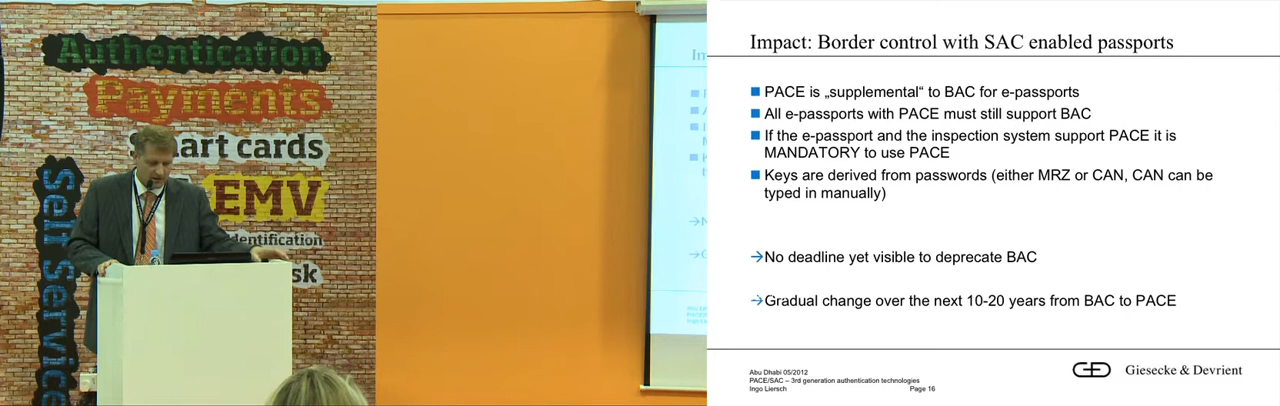 Authentication
Payments
smart cards
EMV
identification
sk
Self Service
Impact: Border control with SAC enabled passports
PACE is „supplemental“ to BAC for e-passports
All e-passports with PACE must still support BAC
If the e-passport and the inspection system support PACE it is
MANDATORY to use PACE
Keys are derived from passwords (either MRZ or CAN, CAN can be
typed in manually)
→No deadline yet visible to deprecate BAC
→Gradual change over the next 10-20 years from BAC to PACE
Abu Dhabi 05/2012
PACE/SAC – 3rd generation authentication technologies
Ingo Liersch
Page 16
Giesecke & Devrient